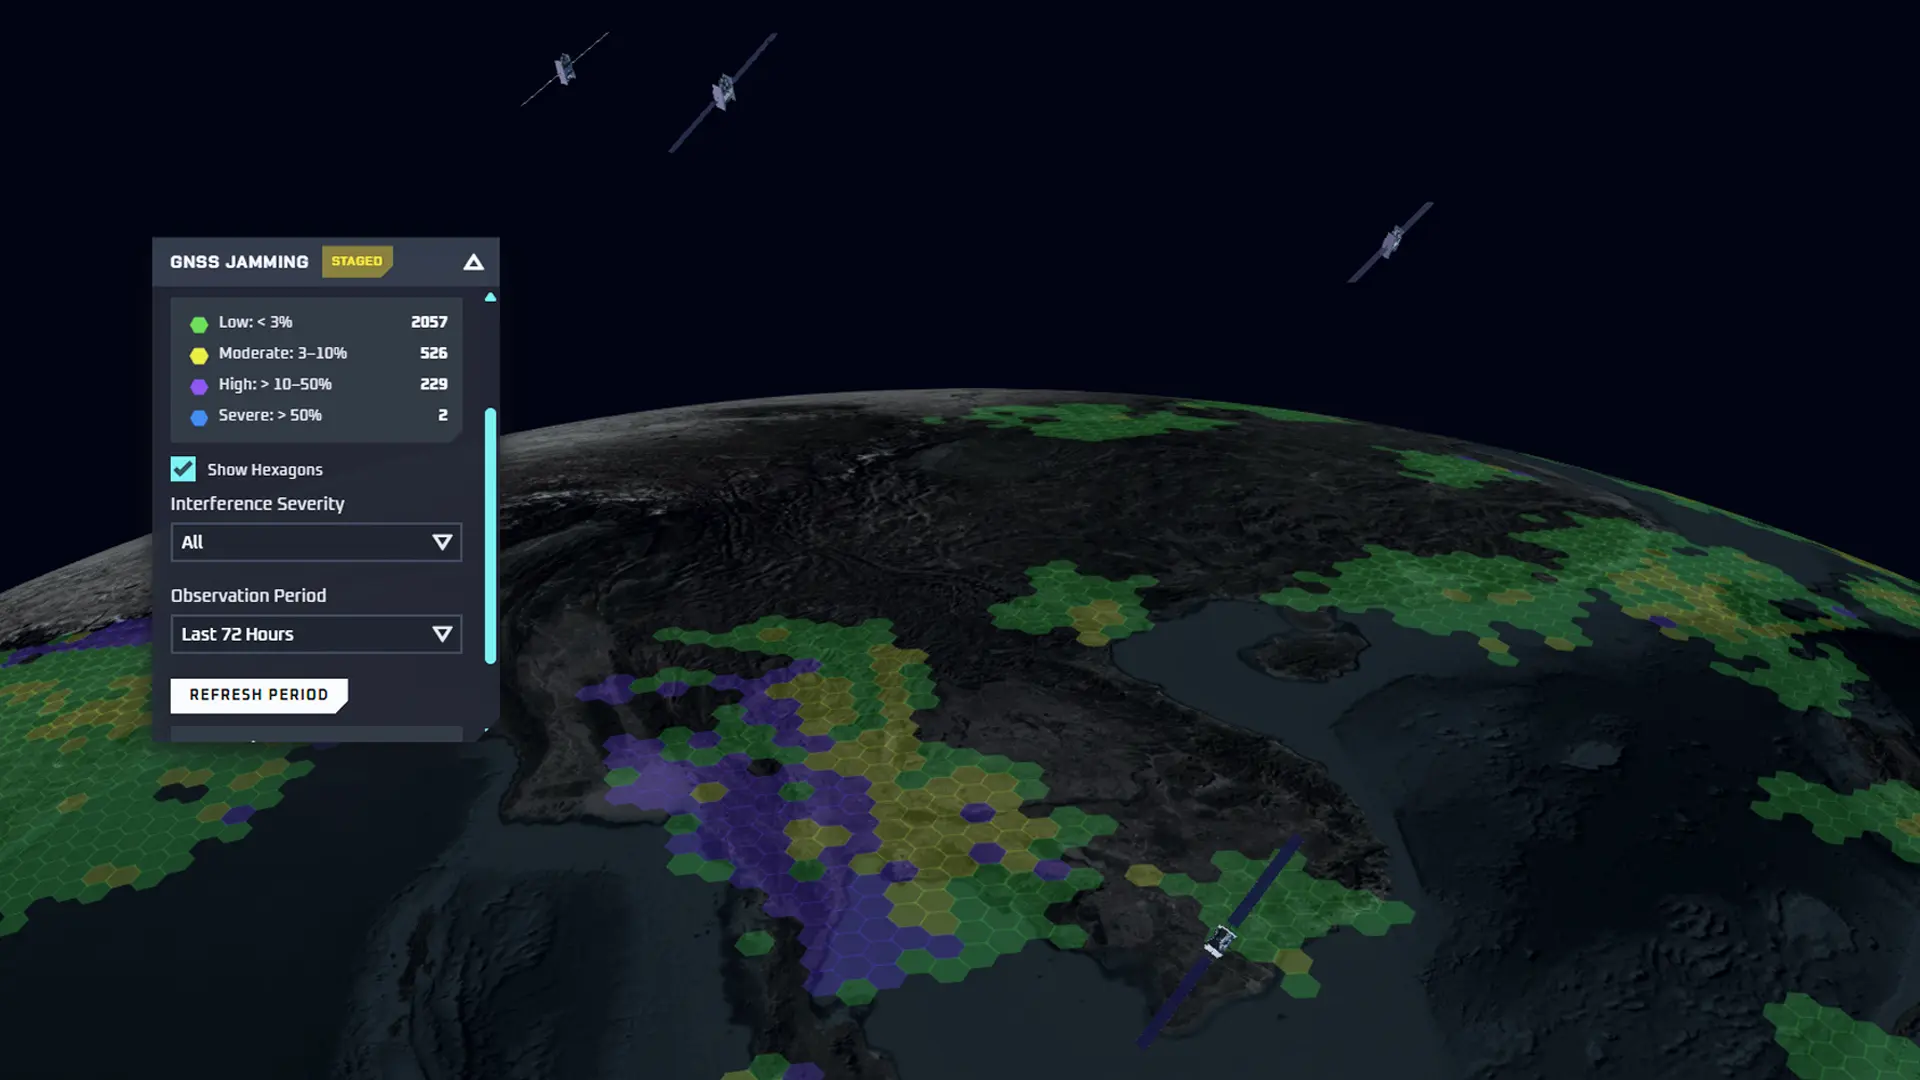 GNSS JAMMING STAGED
Low: < 3% 2057
Moderate: 3–10% 526
High: > 10–50% 229
Severe: > 50% 2
Show Hexagons
Interference Severity
All
Observation Period
Last 72 Hours
REFRESH PERIOD